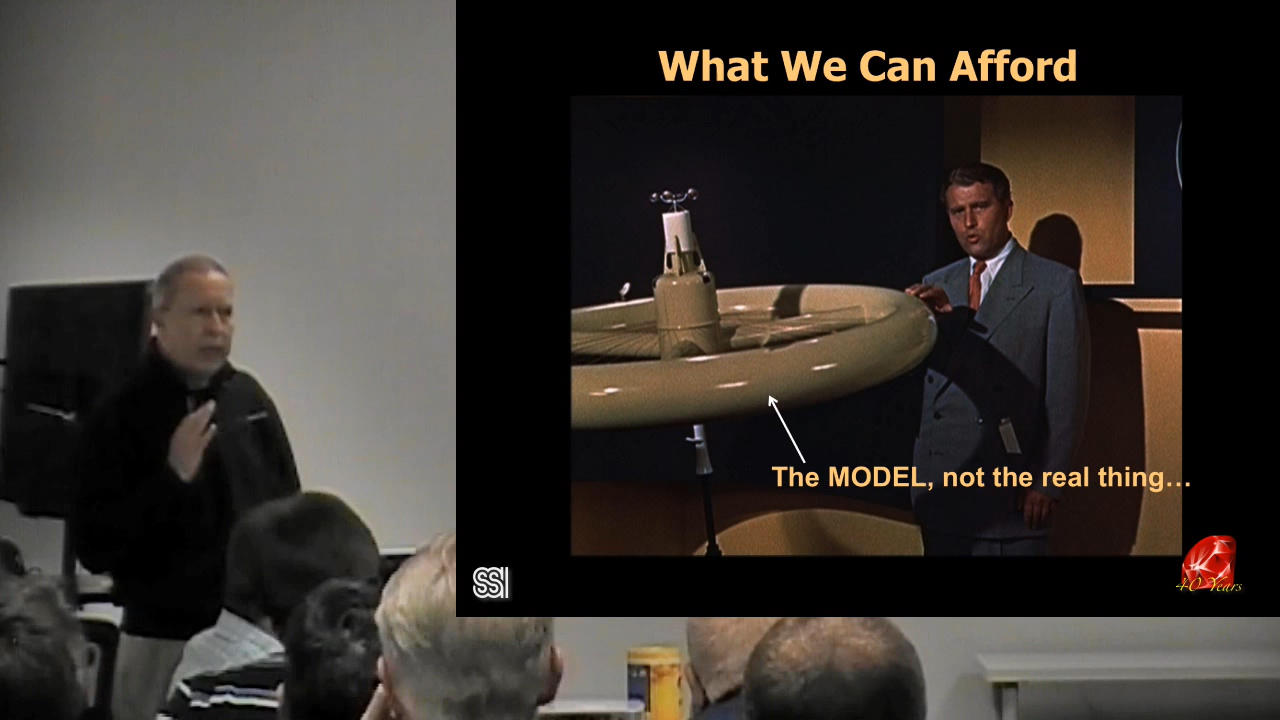 What We Can Afford
The MODEL, not the real thing…
SSI
40 Years